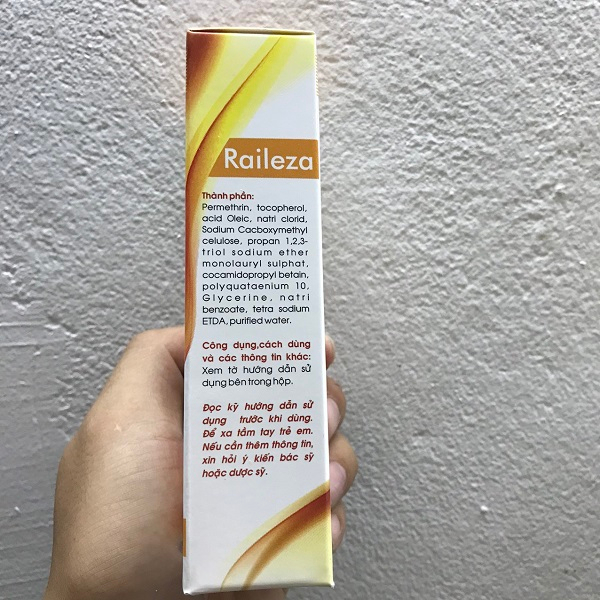 Raileza
Thành phần:
Permethrin, tocopherol,
acid Oleic, natri clorid,
Sodium Cacboxymethyl
celulose, propan 1,2,3-
triol sodium ether
monolauryl sulphat,
cocamidopropyl betain,
polyquataenium 10,
Glycerine, natri
benzoate, tetra sodium
ETDA, purified water.
Công dụng,cách dùng
và các thông tin khác:
Xem tờ hướng dẫn sử
dụng bên trong hộp.
Đọc kỹ hướng dẫn sử
dụng trước khi dùng.
Để xa tầm tay trẻ em.
Nếu cần thêm thông tin,
xin hỏi ý kiến bác sỹ
hoặc dược sỹ.